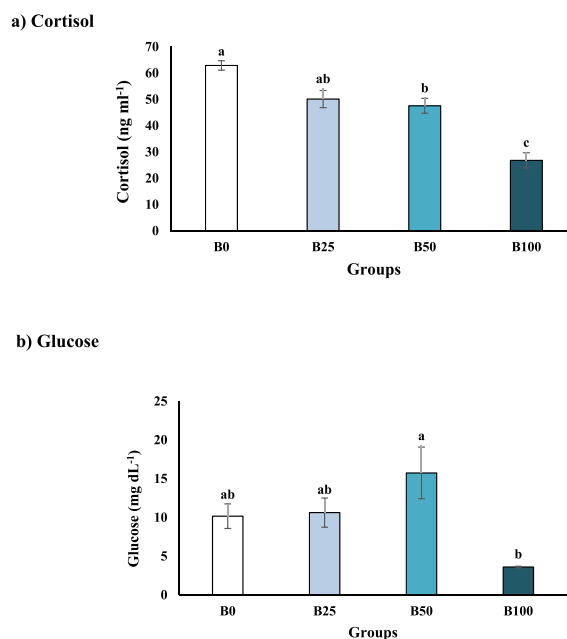 a) Cortisol
70
60
50
40
30
20
10
0
Cortisol (ng ml⁻¹)
a
ab
b
c
B0 B25 B50 B100
Groups
b) Glucose
25
20
15
10
5
0
Glucose (mg dL⁻¹)
ab
ab
a
b
B0 B25 B50 B100
Groups